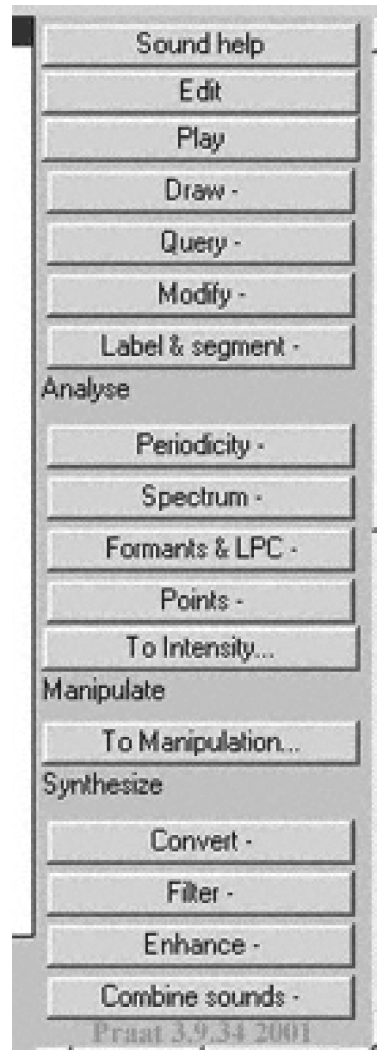 Sound help
Edit
Play
Draw -
Query -
Modify -
Label & segment -
Analyse
Periodicity -
Spectrum -
Formants & LPC -
Points -
To Intensity...
Manipulate
To Manipulation...
Synthesize
Convert -
Filter -
Enhance -
Combine sounds -
Praat 3.9.34 2001